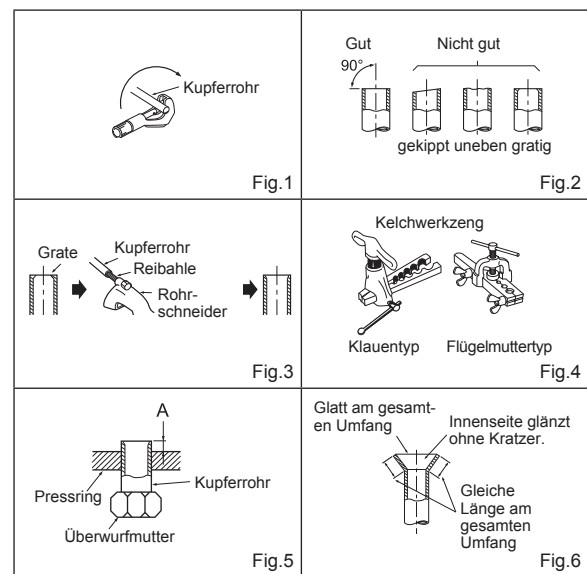 Kupferrohr
Fig.1
Gut
Nicht gut
90°
gekippt uneben gratig
Fig.2
Grate
Kupferrohr
Reibahle
Rohr-
schneider
Fig.3
Kelchwerkzeng
Klauentyp
Flügelmuttertyp
Fig.4
A
Pressring
Kupferrohr
Überwurfmutter
Fig.5
Glatt am gesamt-
en Umfang
Innenseite glänzt
ohne Kratzer.
Gleiche
Länge am
gesamten
Umfang
Fig.6